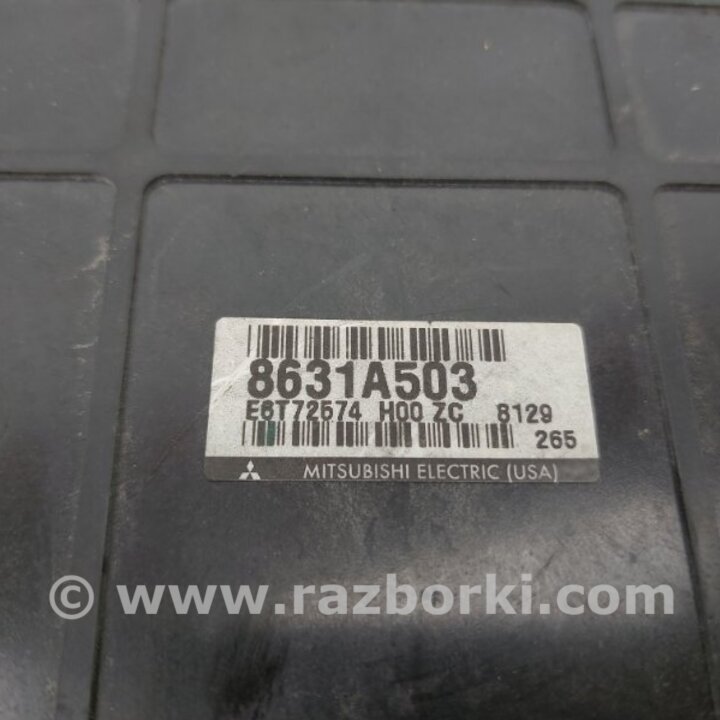 8631A503
E6T72574 H00 ZC 8129
265
MITSUBISHI ELECTRIC (USA)
© www.razborki.com